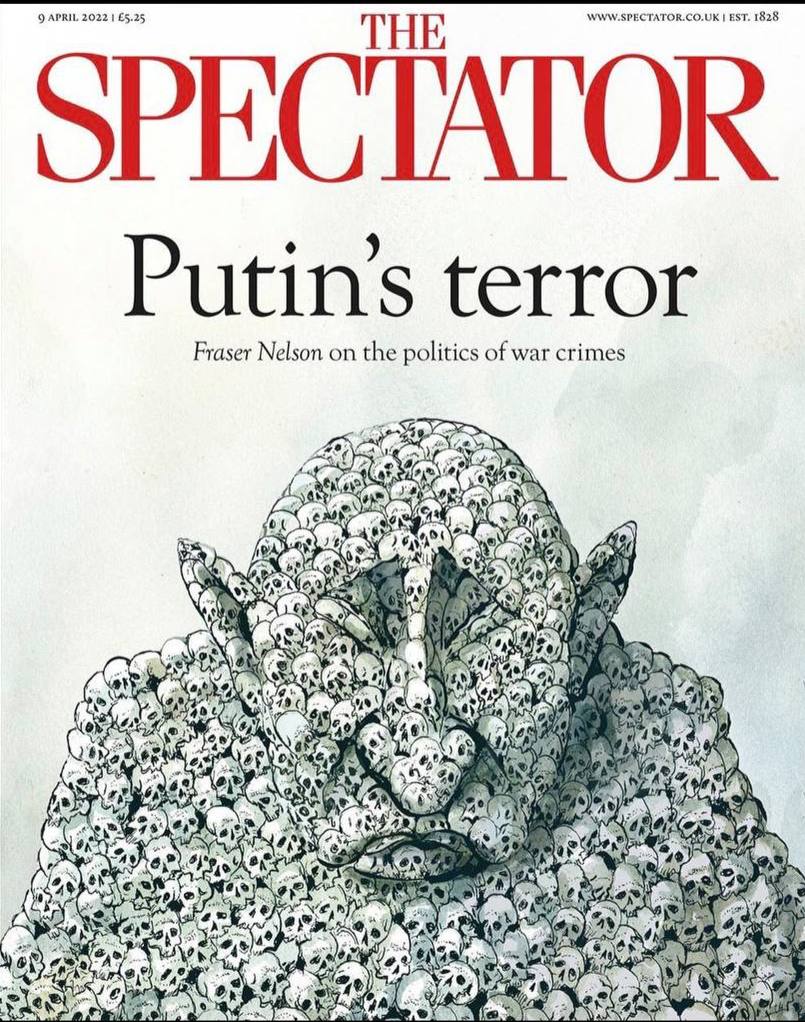 9 APRIL 2022 | £5.25
WWW.SPECTATOR.CO.UK | EST. 1828
THE
SPECTATOR
Putin’s terror
Fraser Nelson on the politics of war crimes